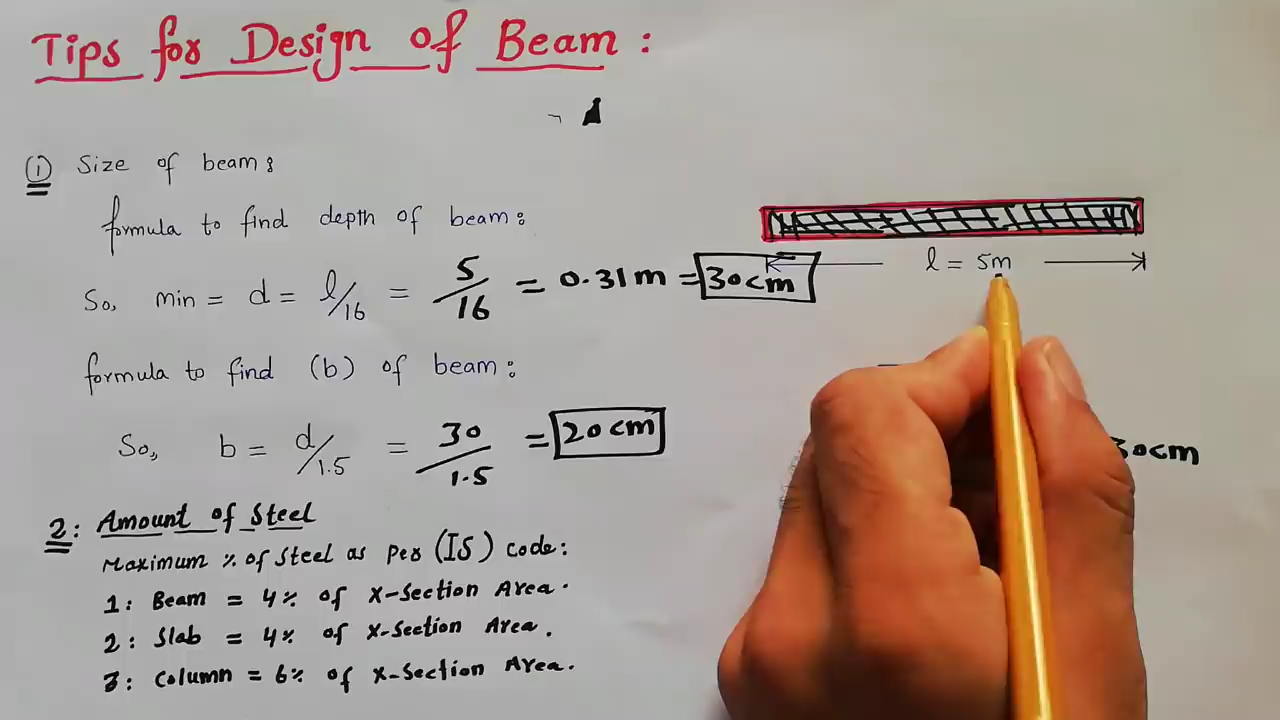 Tips for Design of Beam :
① Size of beam:
formula to find depth of beam:
So, min = d = l/16 = 5/16 = 0.31m = 30cm
l = 5m
formula to find (b) of beam:
So, b = d/1.5 = 30/1.5 = 20cm
30cm
2: Amount of Steel
Maximum % of Steel as Per (IS) Code:
1: Beam = 4% of X-Section Area.
2: Slab = 4% of X-Section Area.
3: Column = 6% of X-Section Area.